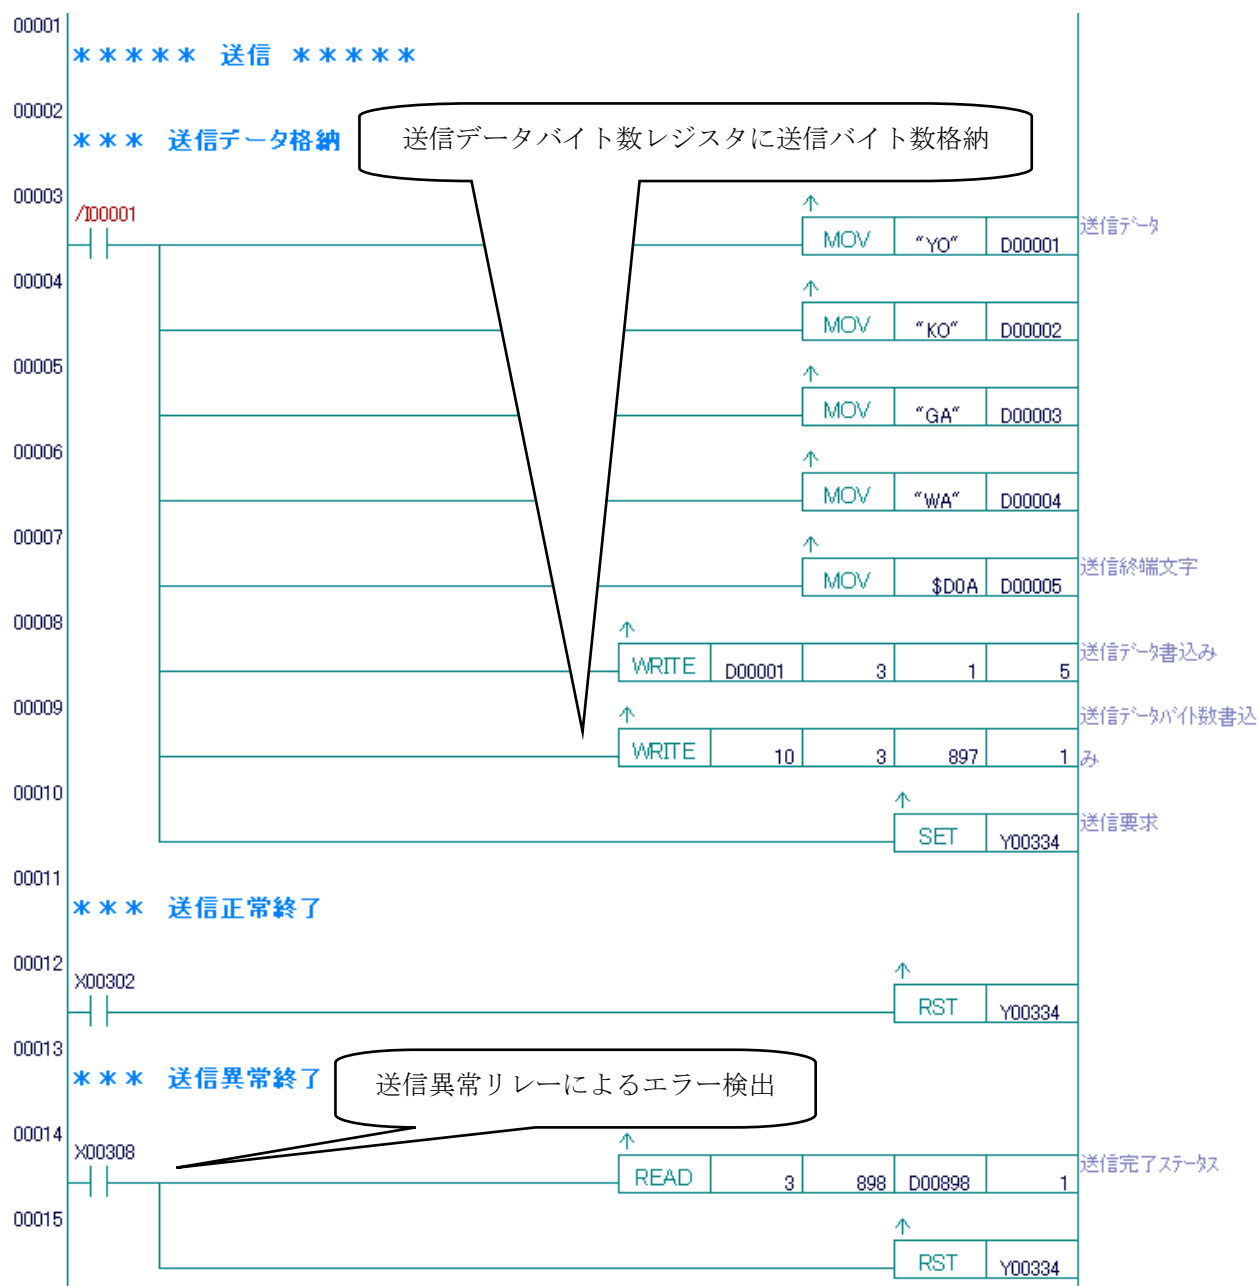 00001
＊＊＊＊＊ 送信 ＊＊＊＊＊
00002
＊＊＊ 送信データ格納
送信データバイト数レジスタに送信バイト数格納
00003
/I00001
↑
MOV "YO" D00001
送信ﾃﾞｰﾀ
00004
↑
MOV "KO" D00002
00005
↑
MOV "GA" D00003
00006
↑
MOV "WA" D00004
00007
↑
MOV $D0A D00005
送信終端文字
00008
↑
WRITE D00001 3 1 5
送信ﾃﾞｰﾀ書込み
00009
↑
WRITE 10 3 897 1
送信ﾃﾞｰﾀﾊﾞｲﾄ数書込
み
00010
↑
SET Y00334
送信要求
00011
＊＊＊ 送信正常終了
00012
X00302
↑
RST Y00334
00013
＊＊＊ 送信異常終了
送信異常リレーによるエラー検出
00014
X00308
↑
READ 3 898 D00898 1
送信完了ｽﾃｰﾀｽ
00015
↑
RST Y00334